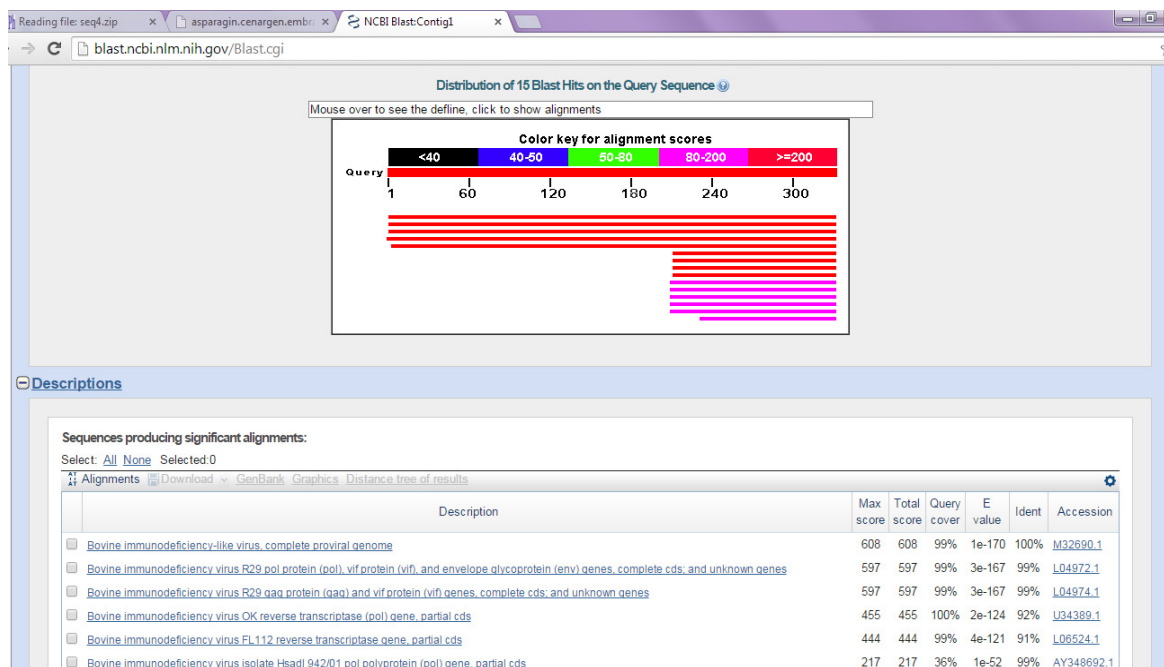 Reading file: seq4.zip
asparagin.cenargen.embr
NCBI Blast:Contig1
blast.ncbi.nlm.nih.gov/Blast.cgi
Distribution of 15 Blast Hits on the Query Sequence
Mouse over to see the defline, click to show alignments
Color key for alignment scores
<40 40-50 50-80 80-200 >=200
Query
1 60 120 180 240 300
Descriptions
Sequences producing significant alignments:
Select: All None Selected:0
Alignments Download GenBank Graphics Distance tree of results
Description Max score Total score Query cover E value Ident Accession
Bovine immunodeficiency-like virus, complete proviral genome 608 608 99% 1e-170 100% M32690.1
Bovine immunodeficiency virus R29 pol protein (pol), vif protein (vif), and envelope glycoprotein (env) genes, complete cds; and unknown genes 597 597 99% 3e-167 99% L04972.1
Bovine immunodeficiency virus R29 gag protein (gag) and vif protein (vif) genes, complete cds; and unknown genes 597 597 99% 3e-167 99% L04974.1
Bovine immunodeficiency virus OK reverse transcriptase (pol) gene, partial cds 455 455 100% 2e-124 92% U34389.1
Bovine immunodeficiency virus FL112 reverse transcriptase gene, partial cds 444 444 99% 4e-121 91% L06524.1
Bovine immunodeficiency virus isolate Hsadl 942/01 pol polyprotein (pol) gene, partial cds 217 217 36% 1e-52 99% AY348692.1